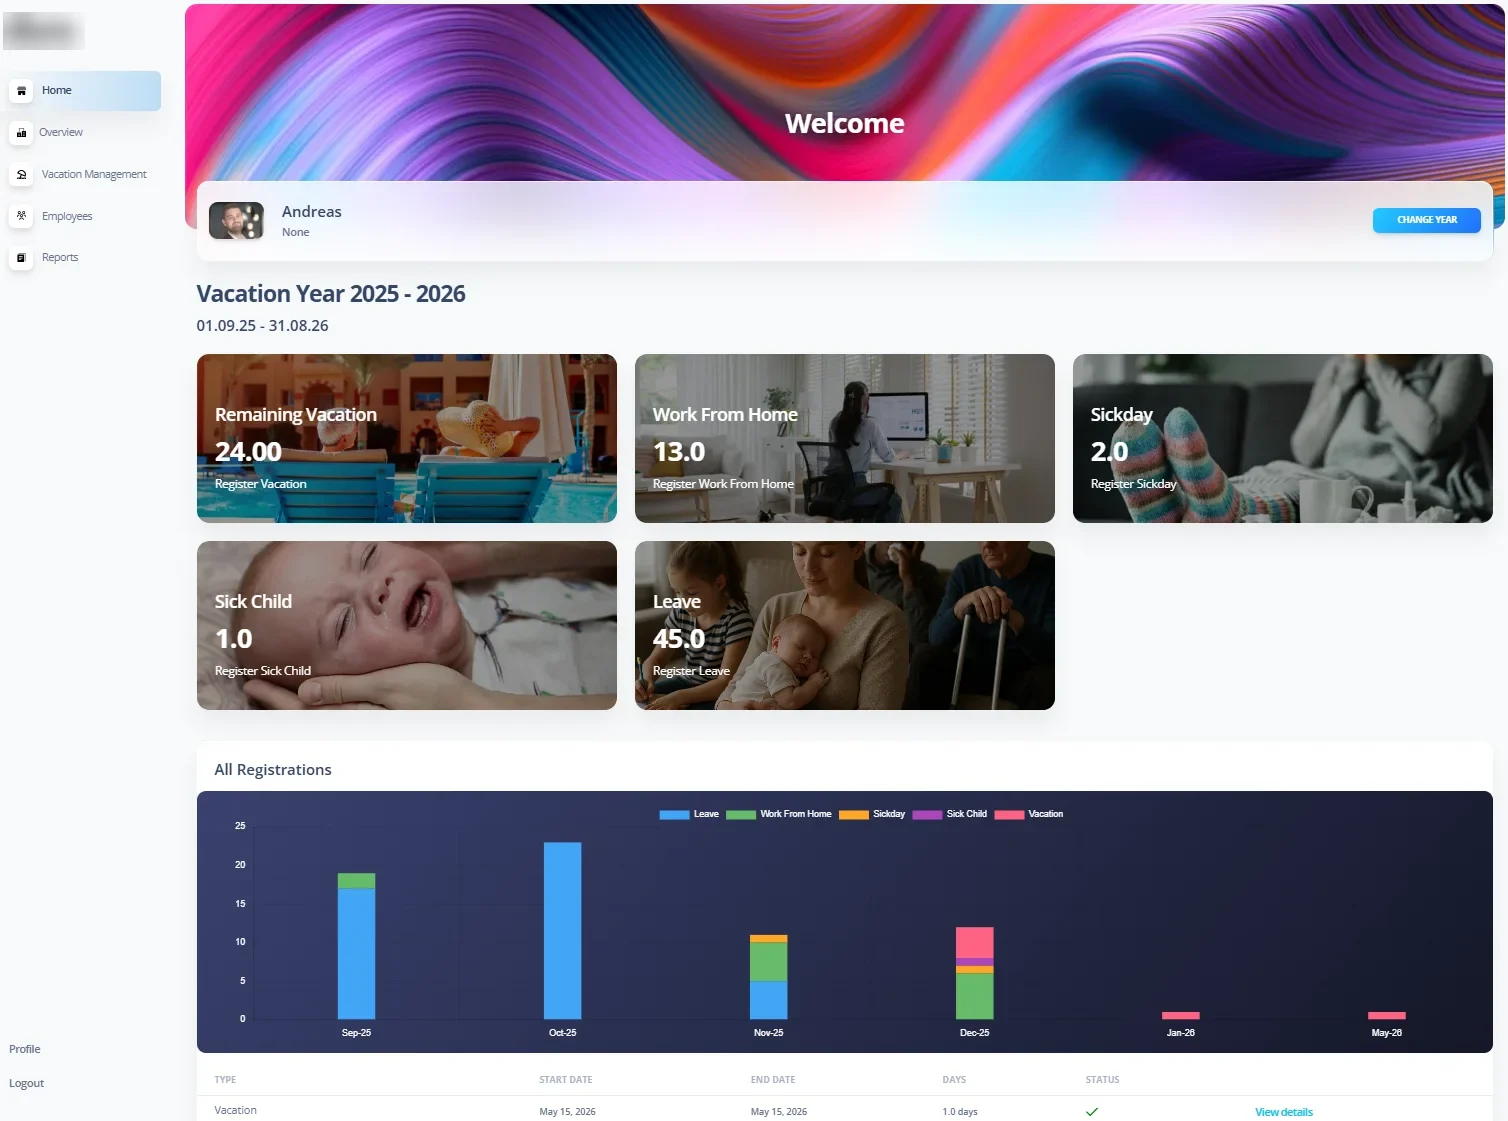 Home
Overview
Vacation Management
Employees
Reports
Profile
Logout
Welcome
Andreas
None
CHANGE YEAR
Vacation Year 2025 - 2026
01.09.25 - 31.08.26
Remaining Vacation
24.00
Register Vacation
Work From Home
13.0
Register Work From Home
Sickday
2.0
Register Sickday
Sick Child
1.0
Register Sick Child
Leave
45.0
Register Leave
All Registrations
Leave Work From Home Sickday Sick Child Vacation
25
20
15
10
5
0
Sep-25 Oct-25 Nov-25 Dec-25 Jan-26 May-26
TYPE START DATE END DATE DAYS STATUS
Vacation May 15, 2026 May 15, 2026 1.0 days View details